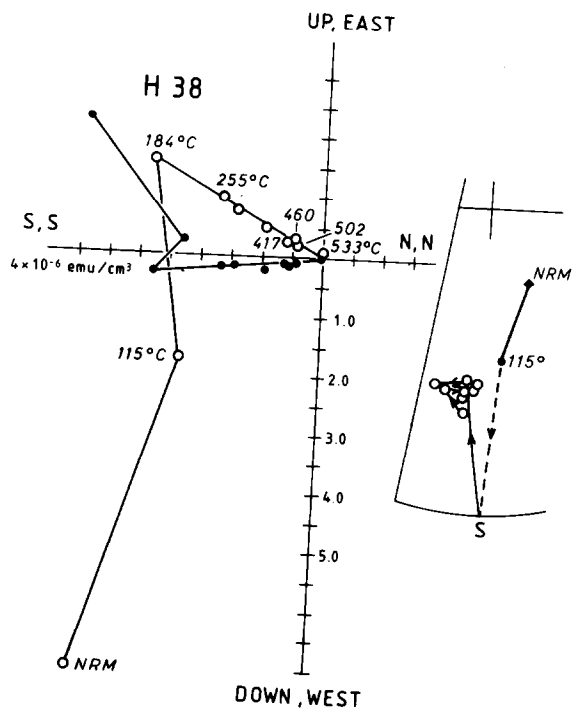 UP, EAST
H 38
184°C
255°C
460
502
417
533°C
S, S
N, N
4×10⁻⁶ emu/cm³
1.0
115°C
2.0
3.0
4.0
5.0
NRM
DOWN, WEST
NRM
115°
S